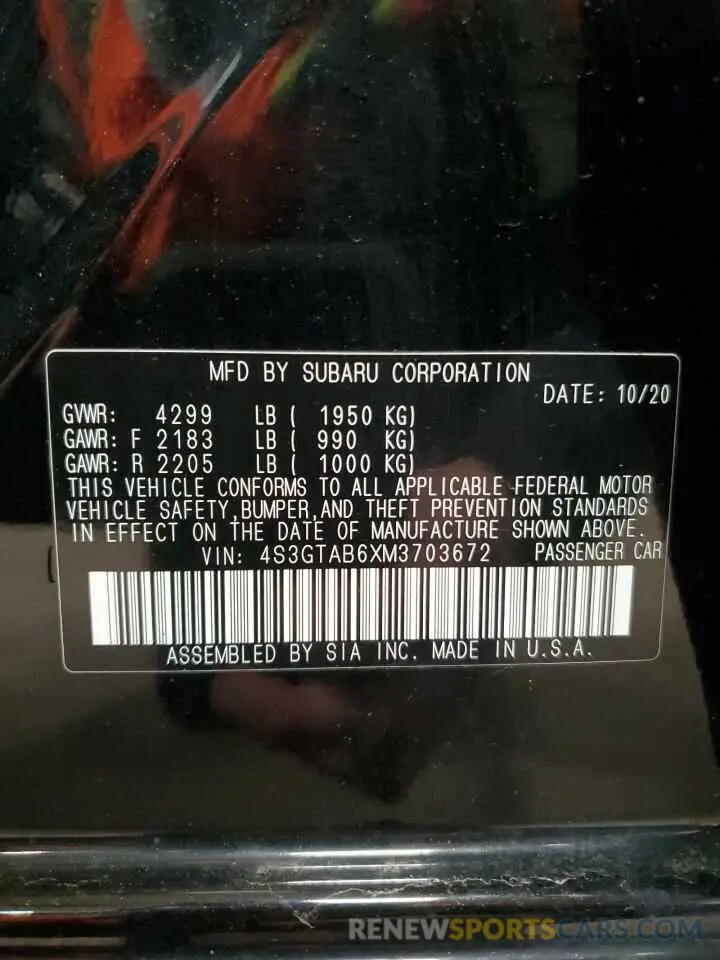 MFD BY SUBARU CORPORATION
DATE: 10/20
GVWR: 4299 LB ( 1950 KG)
GAWR: F 2183 LB ( 990 KG)
GAWR: R 2205 LB ( 1000 KG)
THIS VEHICLE CONFORMS TO ALL APPLICABLE FEDERAL MOTOR
VEHICLE SAFETY, BUMPER, AND THEFT PREVENTION STANDARDS
IN EFFECT ON THE DATE OF MANUFACTURE SHOWN ABOVE.
VIN: 4S3GTAB6XM3703672 PASSENGER CAR
ASSEMBLED BY SIA INC. MADE IN U.S.A.
RENEWSPORTSCARS.COM